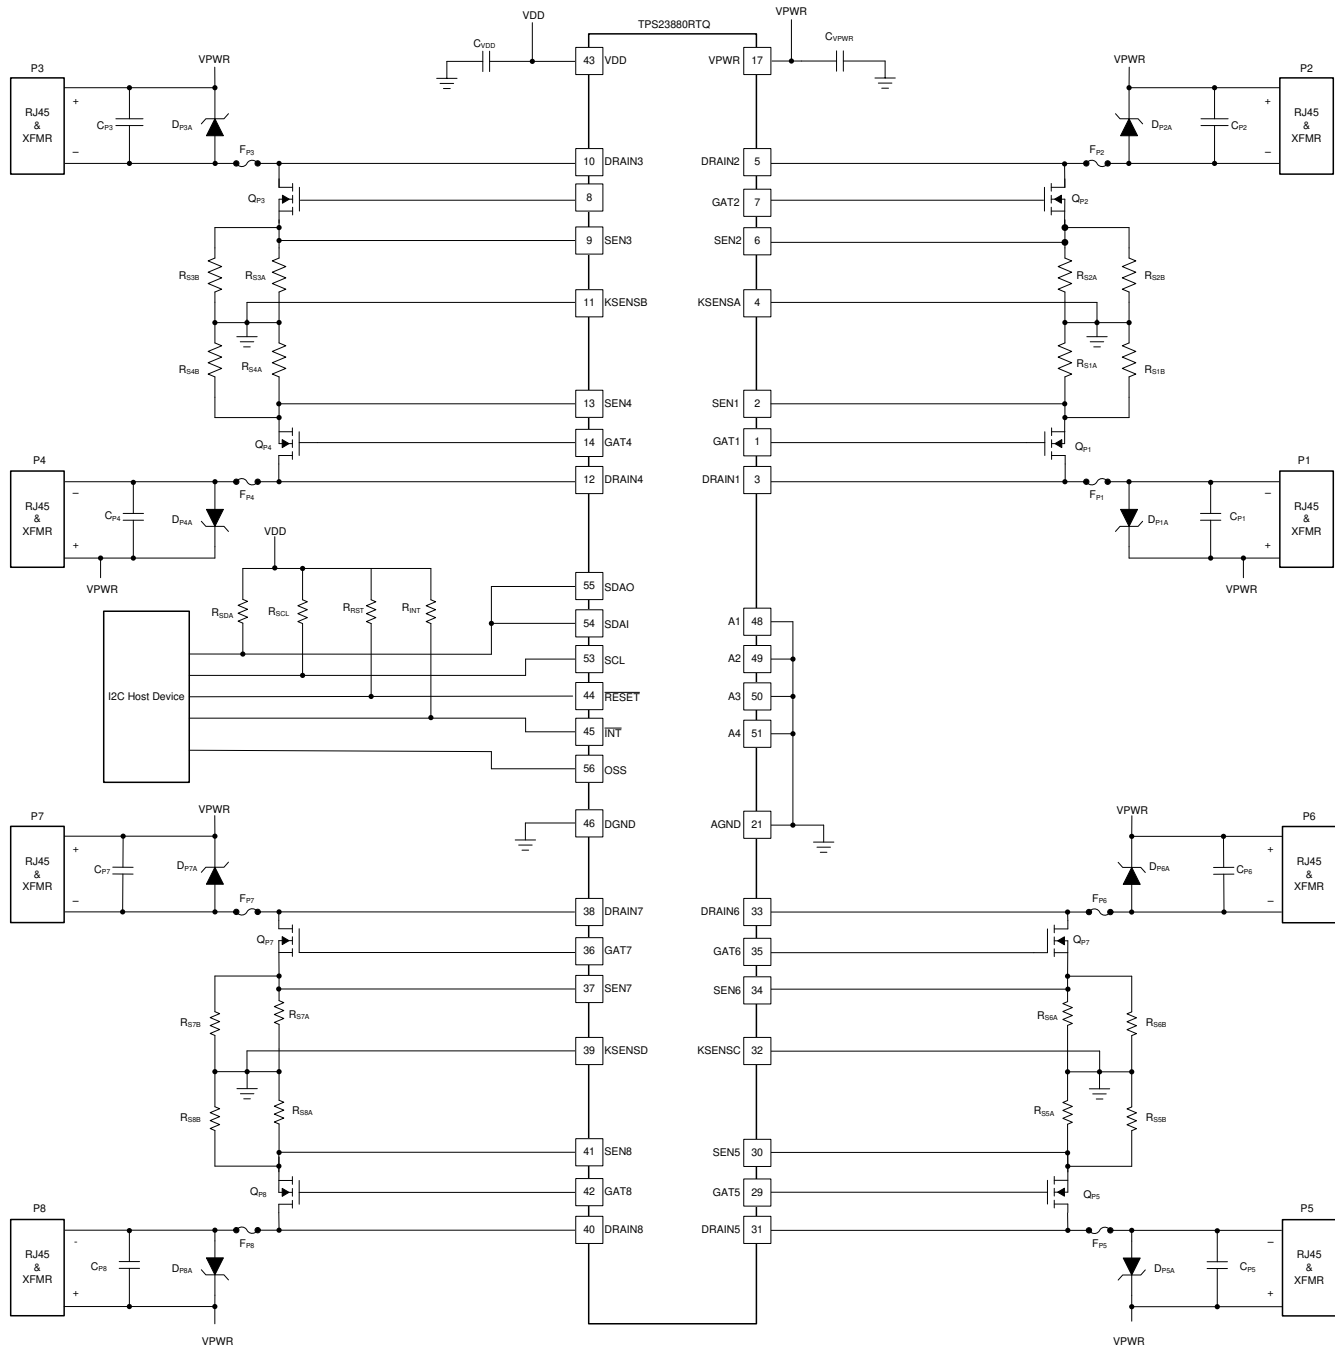 TPS23880RTQ
VDD
VPWR
CVDD
CVPWR
43 VDD
VPWR 17
P3
VPWR
RJ45
&
XFMR
+
–
CP3
DP3A
FP3
10 DRAIN3
QP3
8
9 SEN3
RS3B
RS3A
11 KSENSB
RS4B
RS4A
13 SEN4
QP4
14 GAT4
12 DRAIN4
P4
RJ45
&
XFMR
–
+
CP4
DP4A
FP4
VPWR
P2
VPWR
RJ45
&
XFMR
+
–
CP2
DP2A
FP2
DRAIN2 5
GAT2 7
QP2
SEN2 6
RS2A
RS2B
KSENSA 4
RS1A
RS1B
SEN1 2
GAT1 1
QP1
DRAIN1 3
P1
RJ45
&
XFMR
–
+
CP1
DP1A
FP1
VPWR
VDD
RSDA
RSCL
RRST
RINT
I2C Host Device
55 SDAO
54 SDAI
53 SCL
44 RESET
45 INT
56 OSS
46 DGND
A1 48
A2 49
A3 50
A4 51
AGND 21
P7
VPWR
RJ45
&
XFMR
+
–
CP7
DP7A
FP7
38 DRAIN7
QP7
36 GAT7
37 SEN7
RS7B
RS7A
39 KSENSD
RS8B
RS8A
41 SEN8
QP8
42 GAT8
40 DRAIN8
P8
RJ45
&
XFMR
-
+
CP8
DP8A
FP8
VPWR
P6
VPWR
RJ45
&
XFMR
+
–
CP6
DP6A
FP6
DRAIN6 33
GAT6 35
QP7
SEN6 34
RS6A
RS6B
KSENSC 32
RS5A
RS5B
SEN5 30
GAT5 29
QP5
DRAIN5 31
P5
RJ45
&
XFMR
–
+
CP5
DP5A
FP5
VPWR